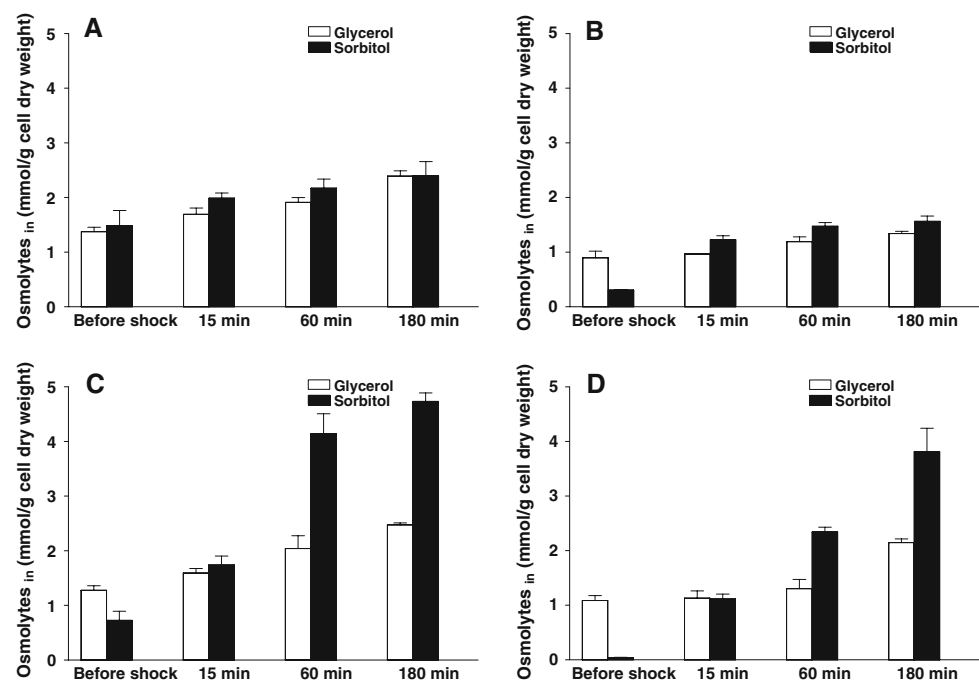 A
Glycerol
Sorbitol
Osmolytes in (mmol/g cell dry weight)
5
4
3
2
1
0
Before shock 15 min 60 min 180 min
B
Glycerol
Sorbitol
Osmolytes in (mmol/g cell dry weight)
5
4
3
2
1
0
Before shock 15 min 60 min 180 min
C
Glycerol
Sorbitol
Osmolytes in (mmol/g cell dry weight)
5
4
3
2
1
0
Before shock 15 min 60 min 180 min
D
Glycerol
Sorbitol
Osmolytes in (mmol/g cell dry weight)
5
4
3
2
1
0
Before shock 15 min 60 min 180 min